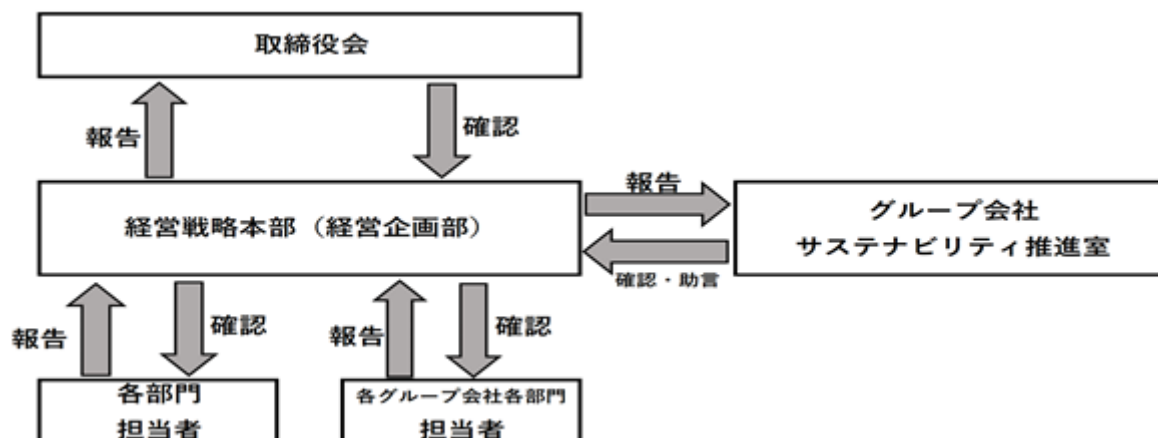 取締役会
報告
確認
経営戦略本部（経営企画部）
報告
確認・助言
グループ会社
サステナビリティ推進室
報告
確認
報告
確認
各部門
担当者
各グループ会社各部門
担当者